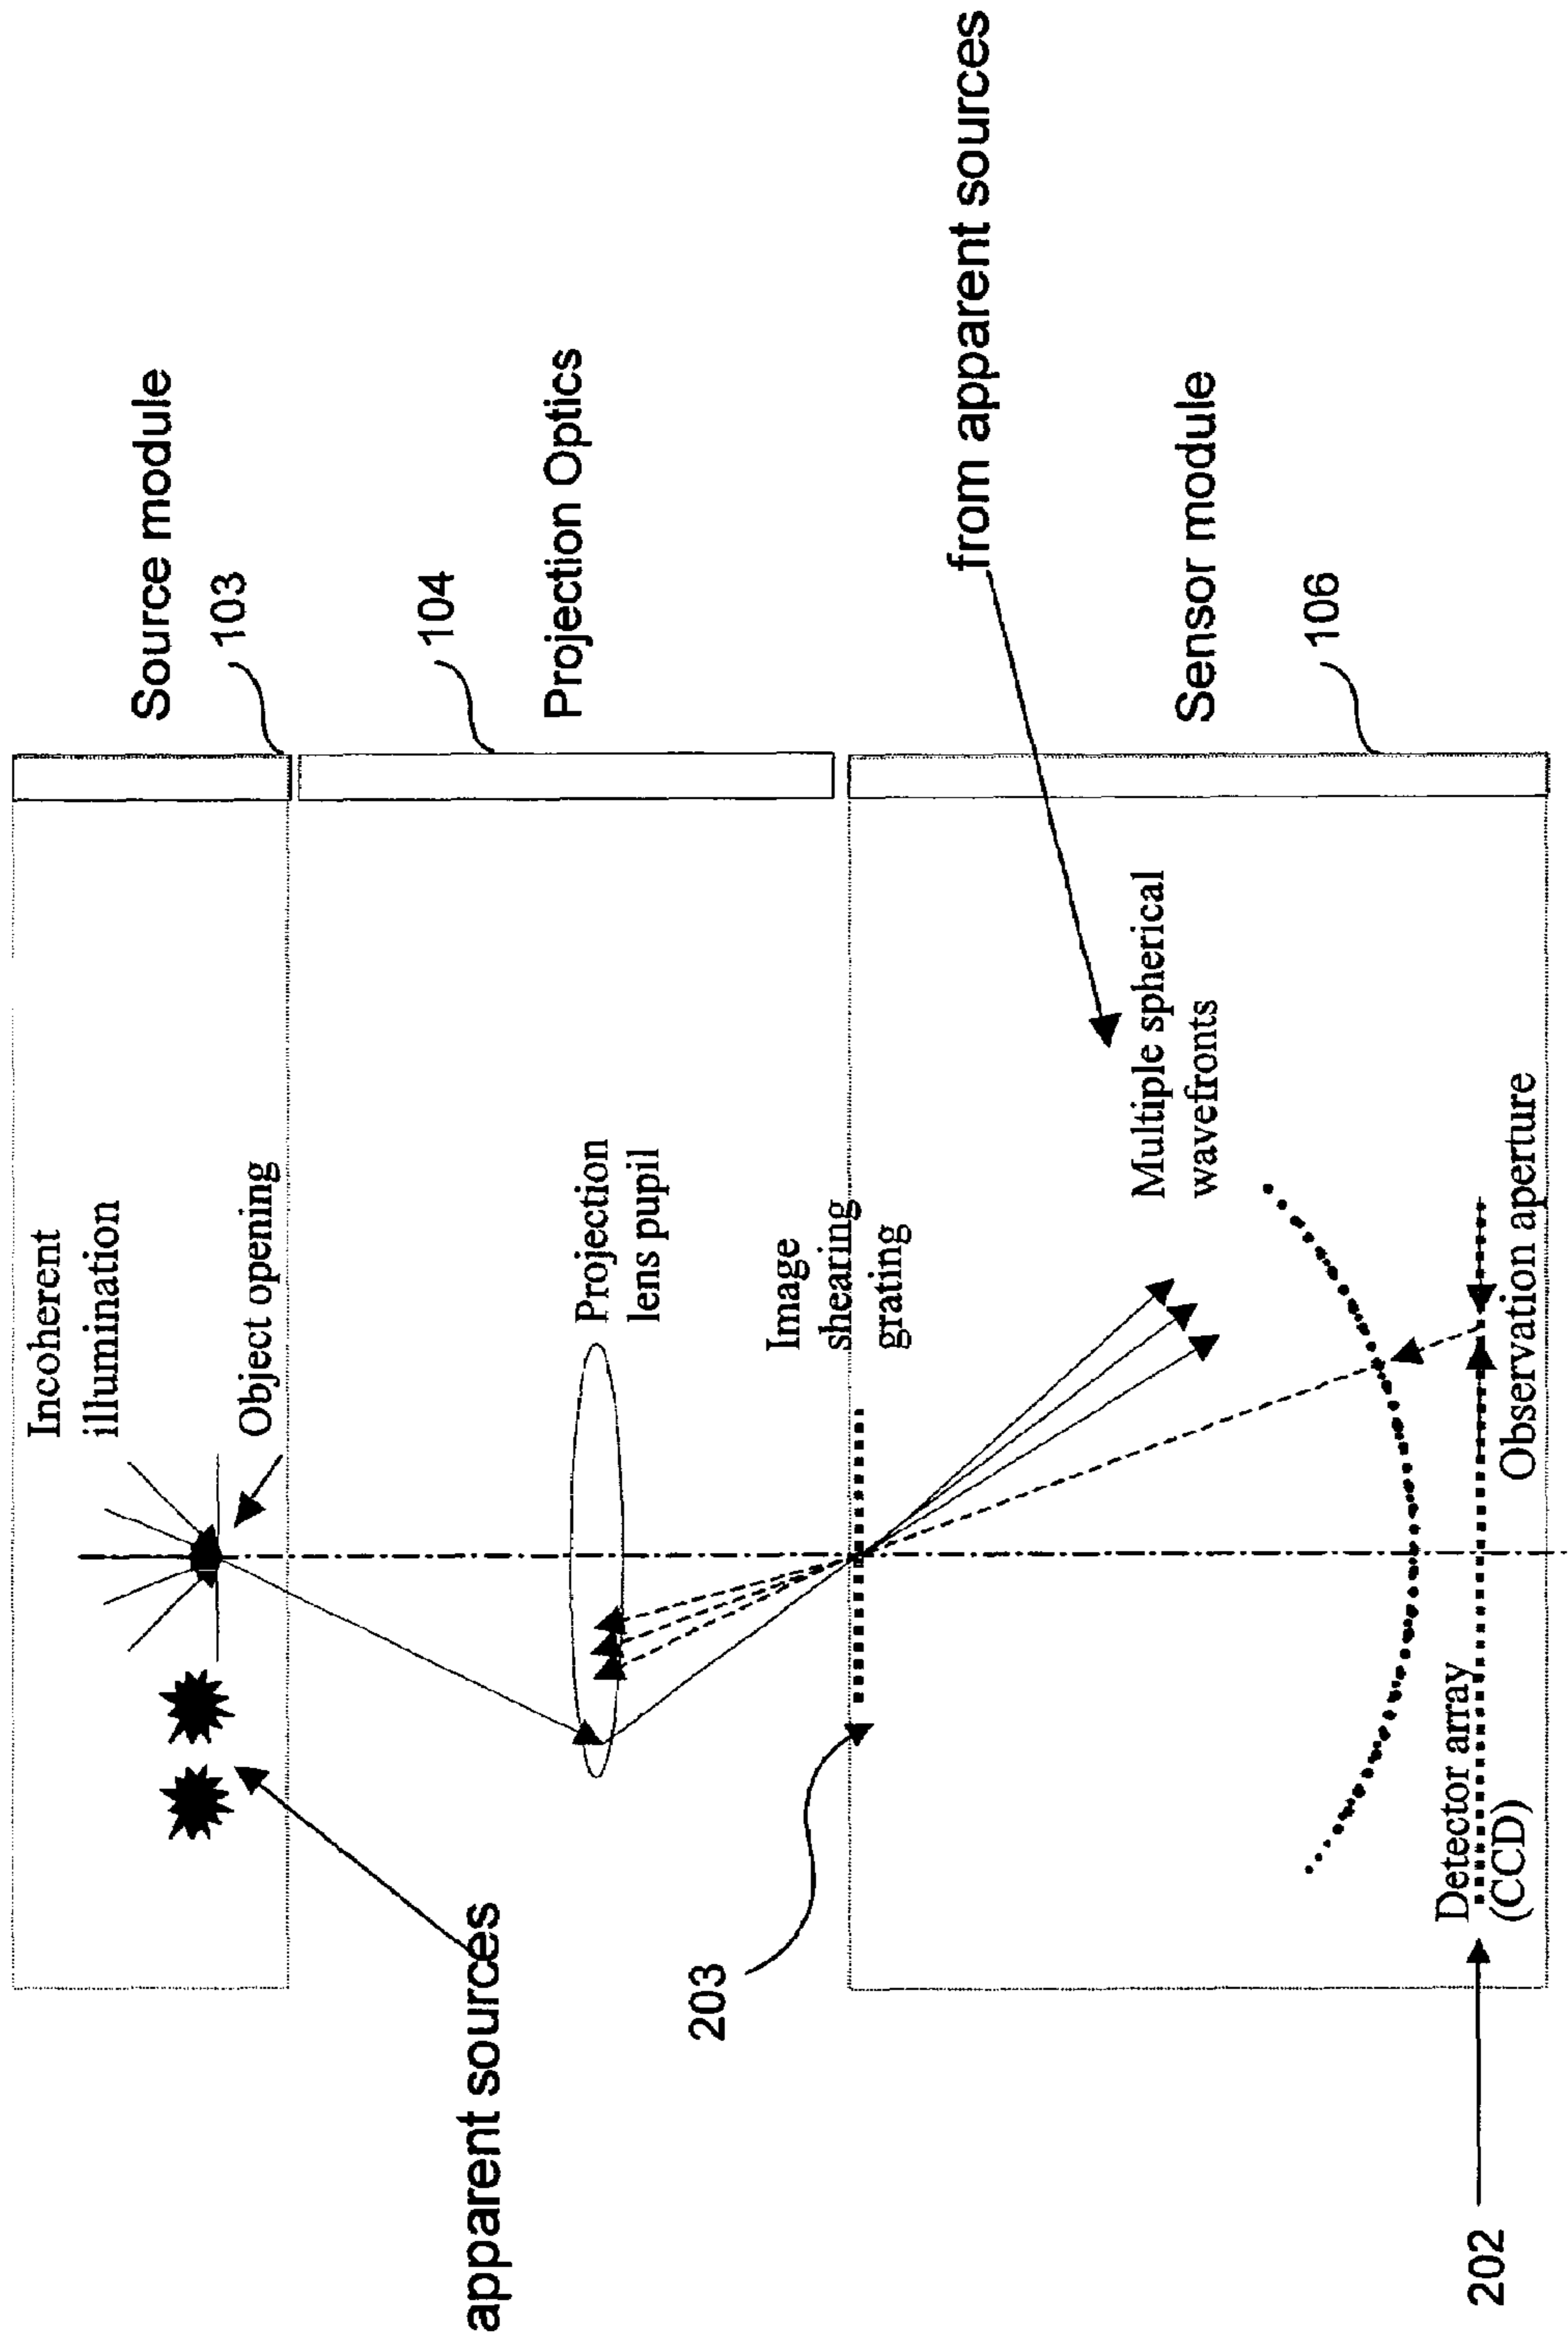 Source module
103
104
Projection Optics
from apparent sources
Sensor module
106
Incoherent
illumination
Object opening
Projection
lens pupil
Image
shearing
grating
Multiple spherical
wavefronts
Observation aperture
apparent sources
203
Detector array
(CCD)
202